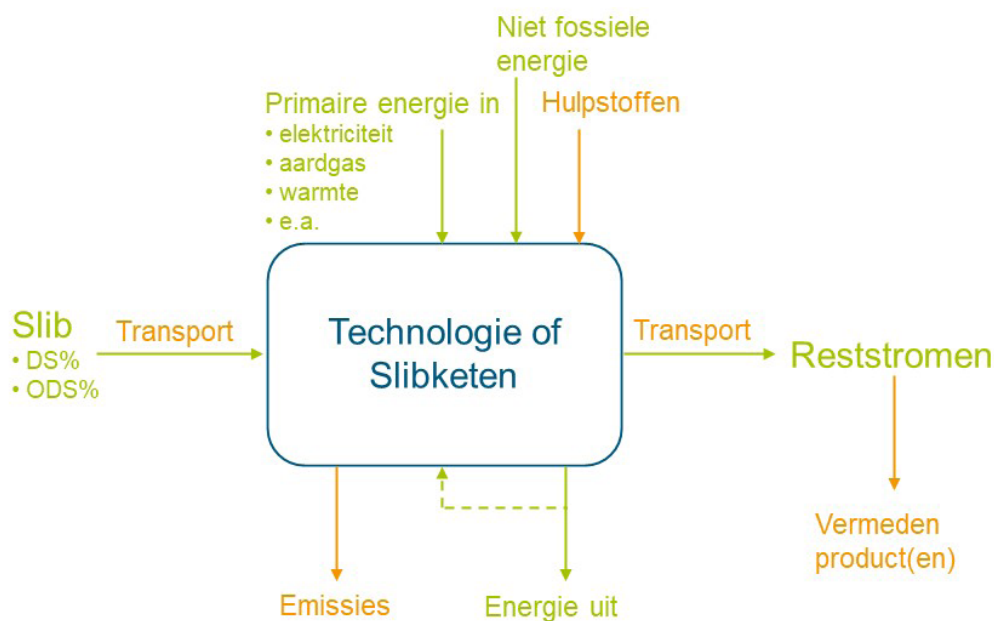 Niet fossiele
energie
Primaire energie in
• elektriciteit
• aardgas
• warmte
• e.a.
Hulpstoffen
Slib
• DS%
• ODS%
Transport
Technologie of
Slibketen
Transport
Reststromen
Vermeden
product(en)
Emissies
Energie uit